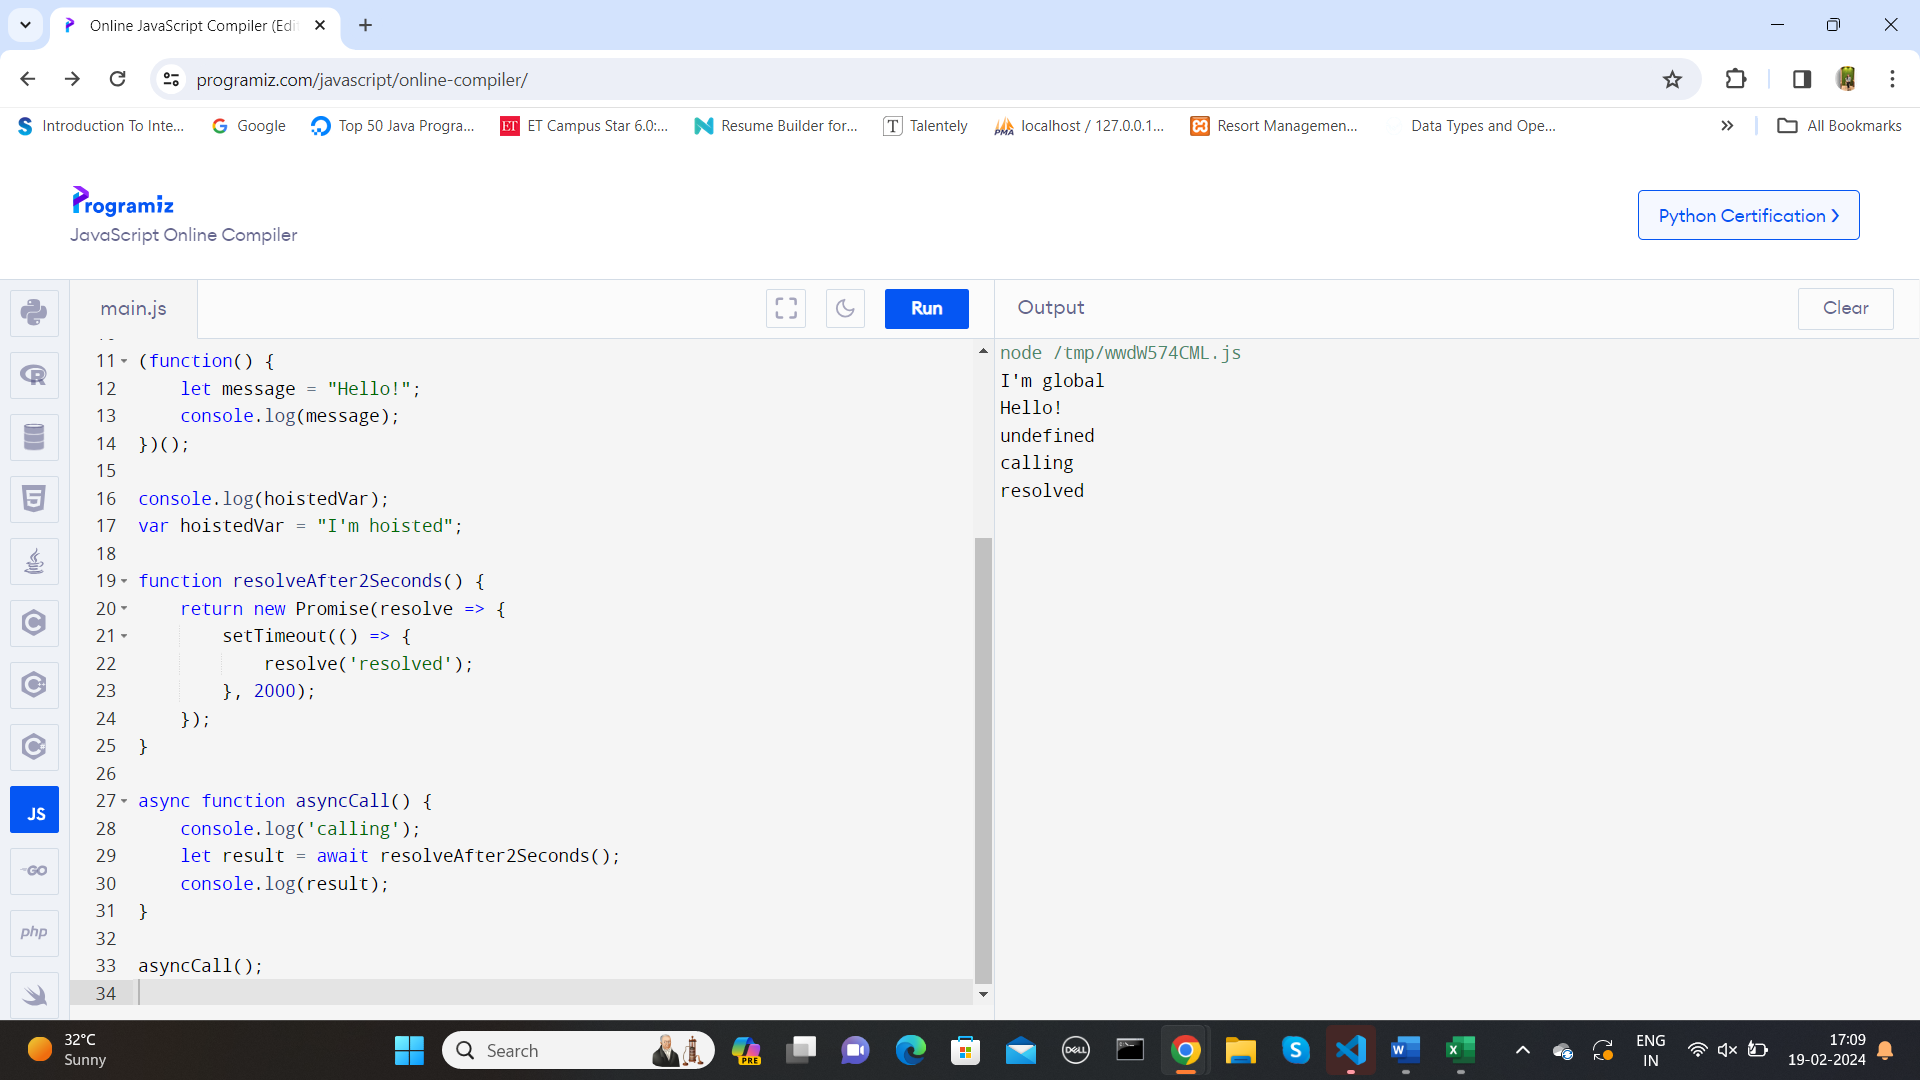 Online JavaScript Compiler (Edi
programiz.com/javascript/online-compiler/
Introduction To Inte...
Google
Top 50 Java Progra...
ET Campus Star 6.0:...
Resume Builder for...
Talentely
localhost / 127.0.0.1...
Resort Managemen...
Data Types and Ope...
All Bookmarks
Programiz
JavaScript Online Compiler
Python Certification
main.js
Run
Output
Clear
11 (function() {
12 let message = "Hello!";
13 console.log(message);
14 })();
15
16 console.log(hoistedVar);
17 var hoistedVar = "I'm hoisted";
18
19 function resolveAfter2Seconds() {
20 return new Promise(resolve => {
21 setTimeout(() => {
22 resolve('resolved');
23 }, 2000);
24 });
25 }
26
27 async function asyncCall() {
28 console.log('calling');
29 let result = await resolveAfter2Seconds();
30 console.log(result);
31 }
32
33 asyncCall();
34
node /tmp/wwdW574CML.js
I'm global
Hello!
undefined
calling
resolved
JS
GO
php
32°C
Sunny
Search
PRE
DELL
ENG
IN
17:09
19-02-2024